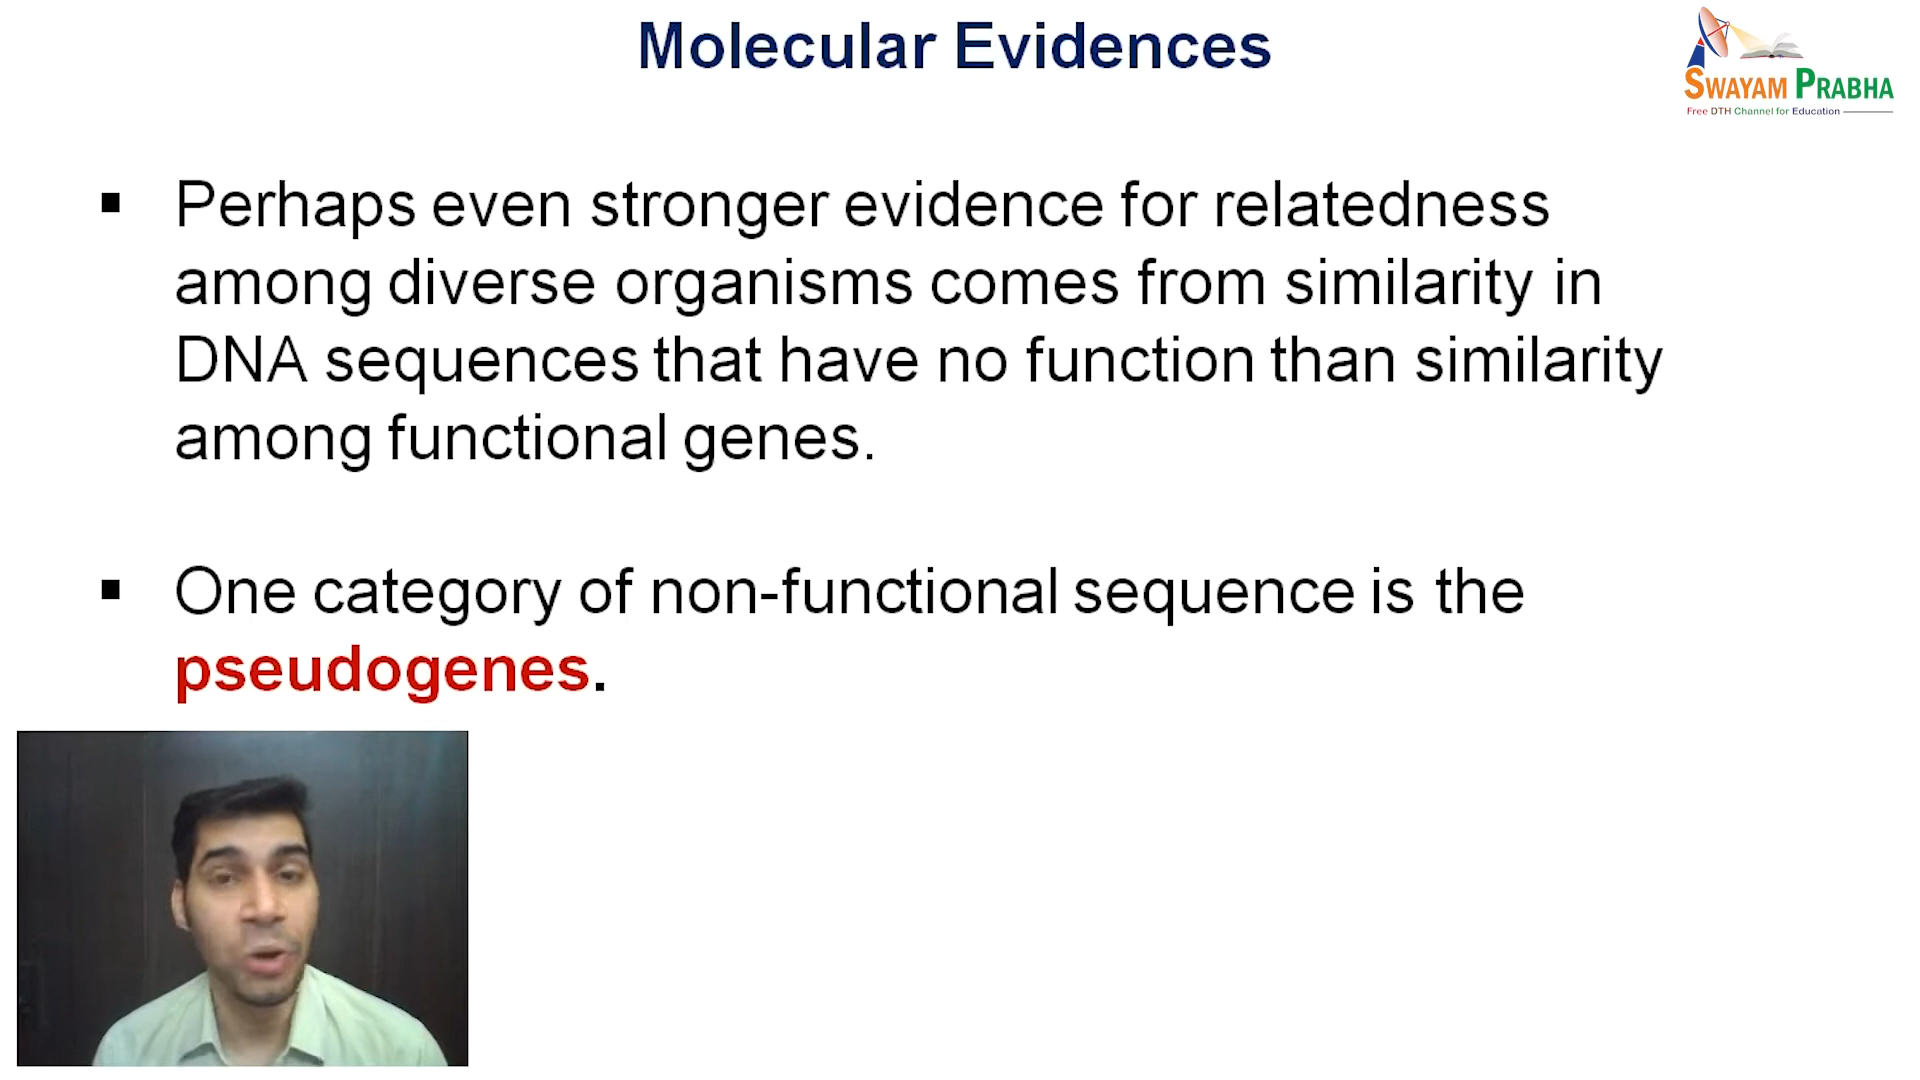 Molecular Evidences
SWAYAM PRABHA
Free DTH Channel for Education
▪ Perhaps even stronger evidence for relatedness
among diverse organisms comes from similarity in
DNA sequences that have no function than similarity
among functional genes.
▪ One category of non-functional sequence is the
pseudogenes.